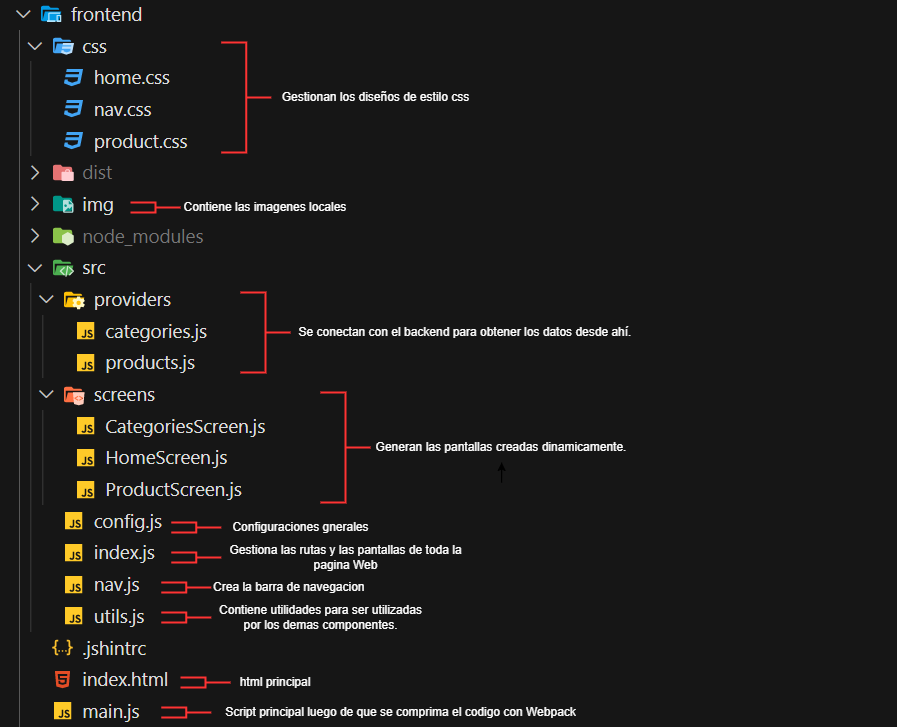 frontend
css
home.css
nav.css
Gestionan los diseños de estilo css
product.css
dist
img
Contiene las imagenes locales
node_modules
src
providers
categories.js
Se conectan con el backend para obtener los datos desde ahí.
products.js
screens
CategoriesScreen.js
Generan las pantallas creadas dinamicamente.
HomeScreen.js
ProductScreen.js
config.js
Configuraciones gnerales
index.js
Gestiona las rutas y las pantallas de toda la
pagina Web
nav.js
Crea la barra de navegacion
utils.js
Contiene utilidades para ser utilizadas
por los demas componentes.
{..} .jshintrc
index.html
html principal
main.js
Script principal luego de que se comprima el codigo con Webpack